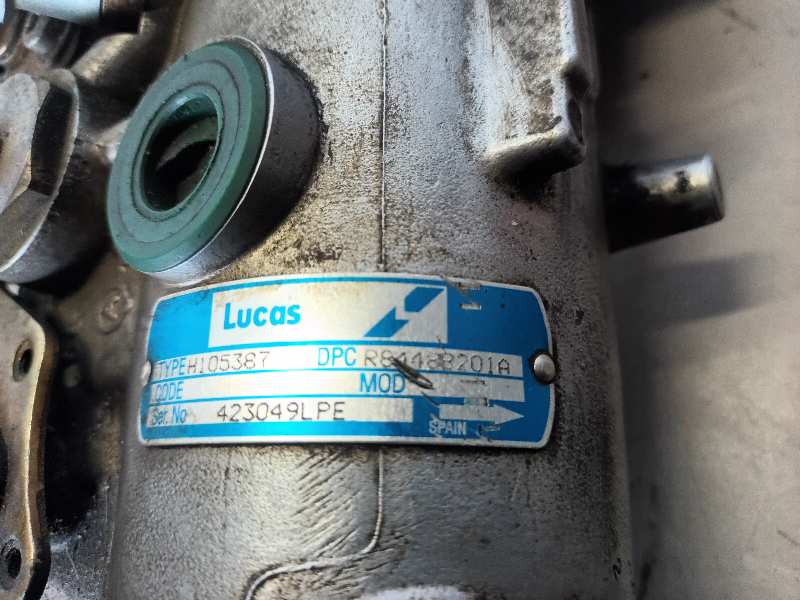 Lucas
TYPE H105387 DPC R8448B201A
CODE MOD
Ser.No 423049LPE
SPAIN